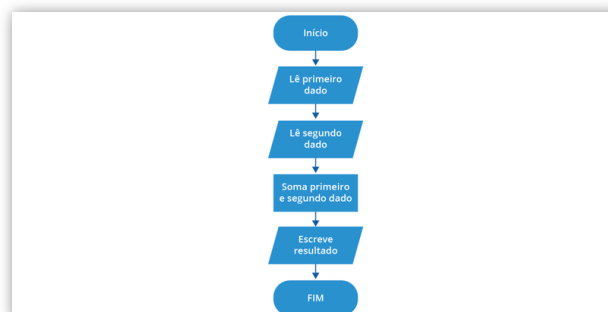 Início
Lê primeiro
dado
Lê segundo
dado
Soma primeiro
e segundo dado
Escreve
resultado
FIM